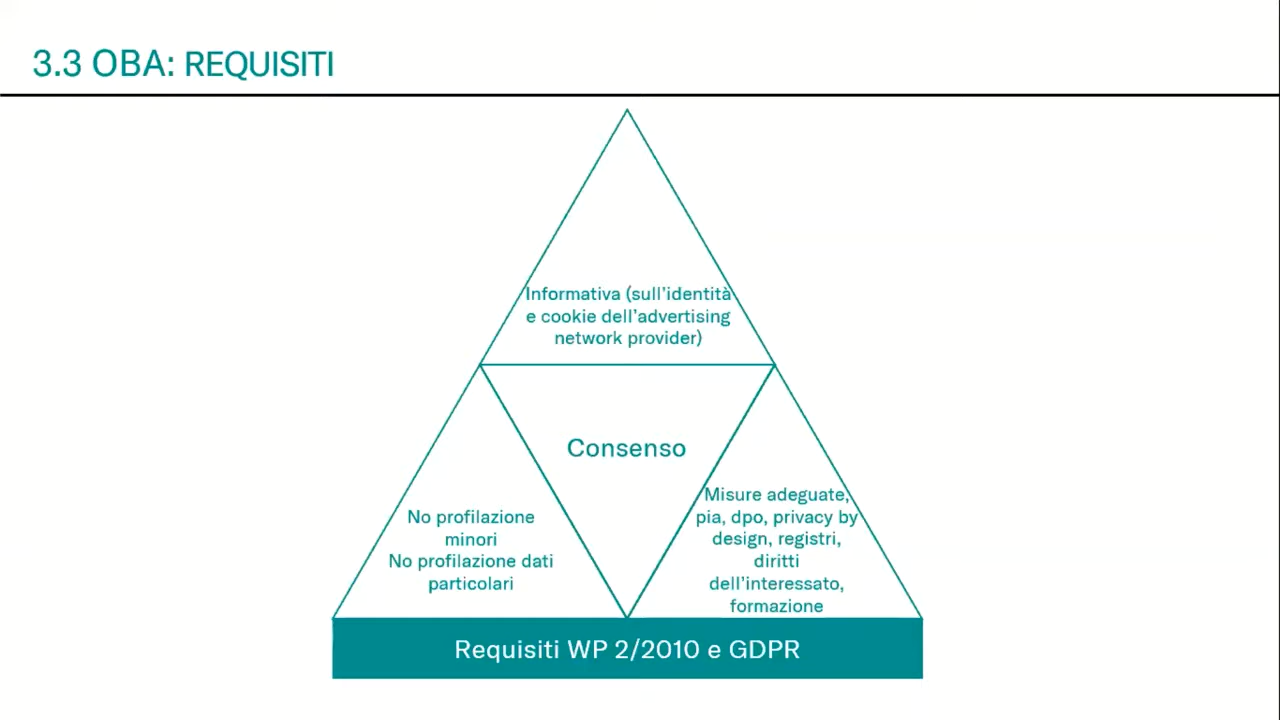 3.3 OBA: REQUISITI
Informativa (sull'identità
e cookie dell'advertising
network provider)
Consenso
No profilazione
minori
No profilazione dati
particolari
Misure adeguate,
pia, dpo, privacy by
design, registri,
diritti
dell'interessato,
formazione
Requisiti WP 2/2010 e GDPR